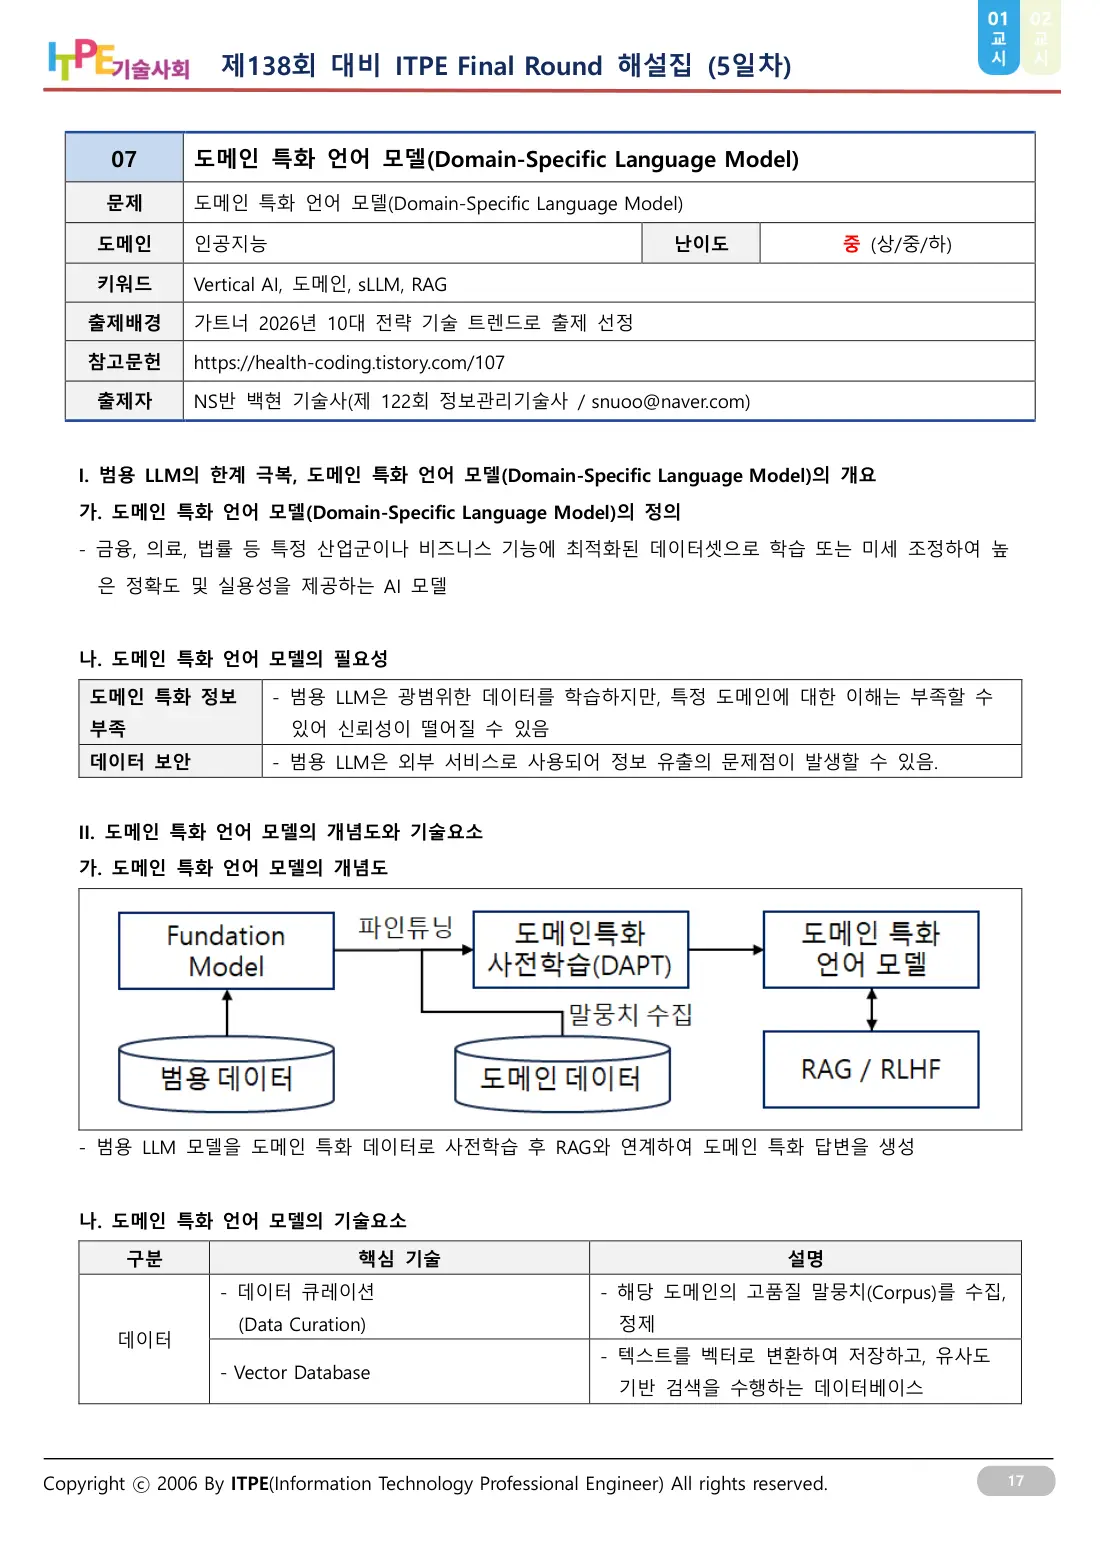 01
교
시
02
교
시
ITPE기술사회 제138회 대비 ITPE Final Round 해설집 (5일차)
07 도메인 특화 언어 모델(Domain-Specific Language Model)
문제 도메인 특화 언어 모델(Domain-Specific Language Model)
도메인 인공지능 난이도 중 (상/중/하)
키워드 Vertical AI, 도메인, sLLM, RAG
출제배경 가트너 2026년 10대 전략 기술 트렌드로 출제 선정
참고문헌 https://health-coding.tistory.com/107
출제자 NS반 백현 기술사(제 122회 정보관리기술사 / snuoo@naver.com)
I. 범용 LLM의 한계 극복, 도메인 특화 언어 모델(Domain-Specific Language Model)의 개요
가. 도메인 특화 언어 모델(Domain-Specific Language Model)의 정의
- 금융, 의료, 법률 등 특정 산업군이나 비즈니스 기능에 최적화된 데이터셋으로 학습 또는 미세 조정하여 높
은 정확도 및 실용성을 제공하는 AI 모델
나. 도메인 특화 언어 모델의 필요성
도메인 특화 정보
부족
- 범용 LLM은 광범위한 데이터를 학습하지만, 특정 도메인에 대한 이해는 부족할 수
있어 신뢰성이 떨어질 수 있음
데이터 보안 - 범용 LLM은 외부 서비스로 사용되어 정보 유출의 문제점이 발생할 수 있음.
II. 도메인 특화 언어 모델의 개념도와 기술요소
가. 도메인 특화 언어 모델의 개념도
Fundation
Model
파인튜닝
도메인특화
사전학습(DAPT)
도메인 특화
언어 모델
말뭉치 수집
범용 데이터
도메인 데이터
RAG / RLHF
- 범용 LLM 모델을 도메인 특화 데이터로 사전학습 후 RAG와 연계하여 도메인 특화 답변을 생성
나. 도메인 특화 언어 모델의 기술요소
구분 핵심 기술 설명
데이터
- 데이터 큐레이션
(Data Curation)
- 해당 도메인의 고품질 말뭉치(Corpus)를 수집,
정제
- Vector Database
- 텍스트를 벡터로 변환하여 저장하고, 유사도
기반 검색을 수행하는 데이터베이스
Copyright ⓒ 2006 By ITPE(Information Technology Professional Engineer) All rights reserved.
17